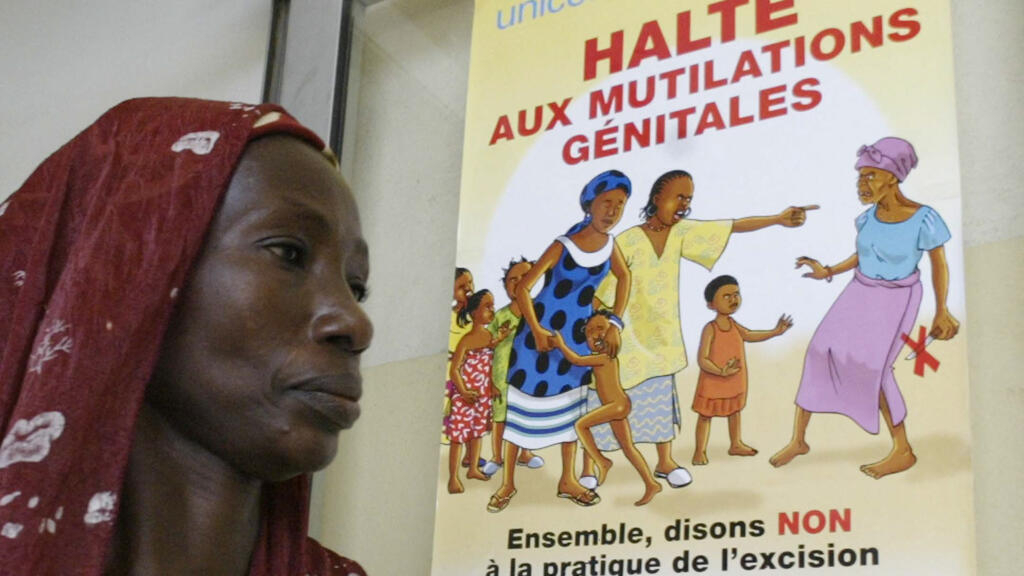 HALTE
AUX MUTILATIONS
GÉNITALES
Ensemble, disons NON
à la pratique de l'excision